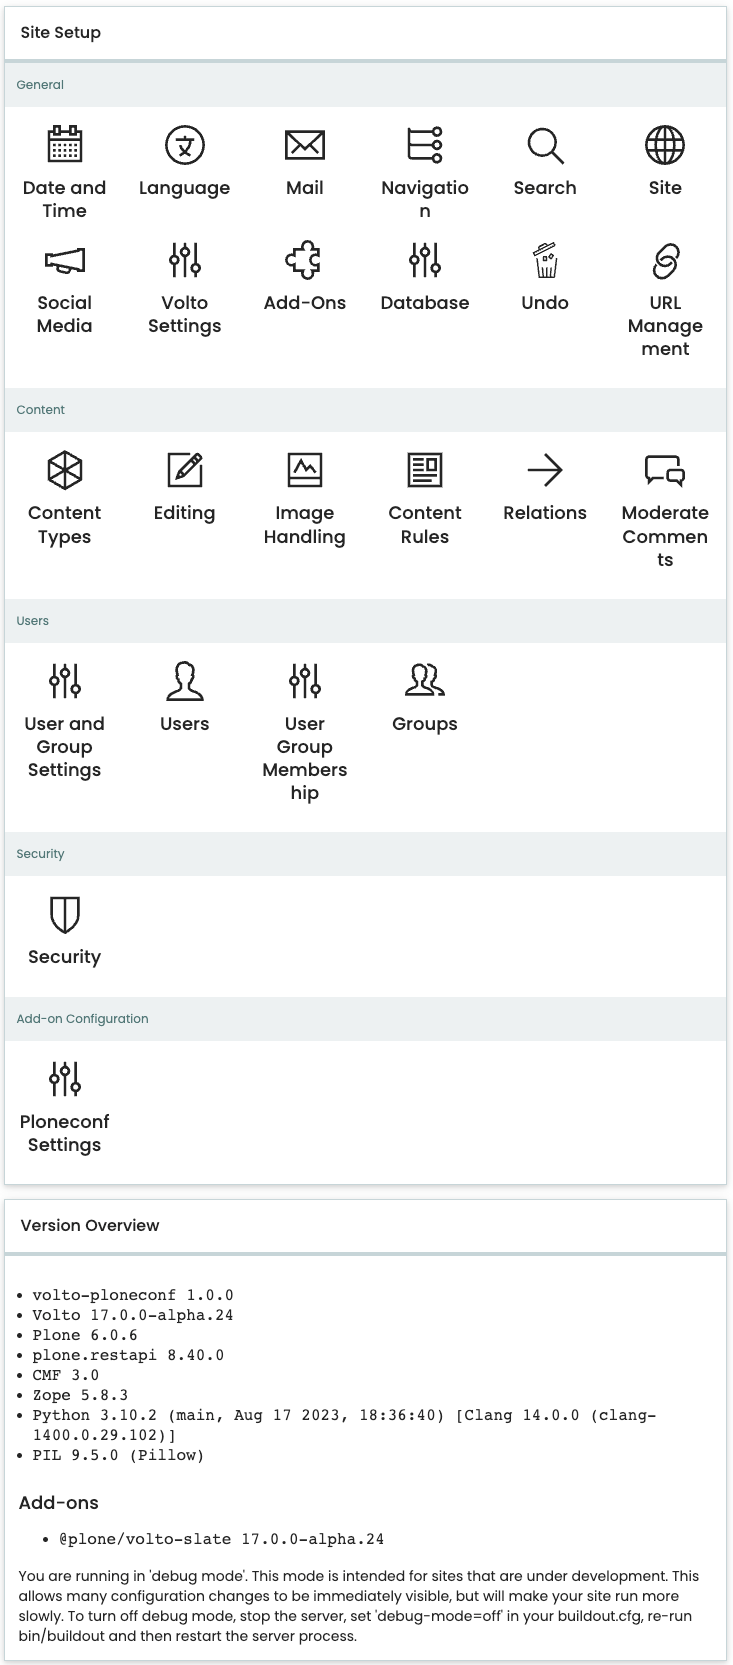 Site Setup
General
Date and Time
Language
Mail
Navigation
Search
Site
Social Media
Volto Settings
Add-Ons
Database
Undo
URL Management
Content
Content Types
Editing
Image Handling
Content Rules
Relations
Moderate Comments
Users
User and Group Settings
Users
User Group Membership
Groups
Security
Security
Add-on Configuration
Ploneconf Settings
Version Overview
• volto-ploneconf 1.0.0
• Volto 17.0.0-alpha.24
• Plone 6.0.6
• plone.restapi 8.40.0
• CMF 3.0
• Zope 5.8.3
• Python 3.10.2 (main, Aug 17 2023, 18:36:40) [Clang 14.0.0 (clang-
1400.0.29.102)]
• PIL 9.5.0 (Pillow)
Add-ons
• @plone/volto-slate 17.0.0-alpha.24
You are running in 'debug mode'. This mode is intended for sites that are under development. This
allows many configuration changes to be immediately visible, but will make your site run more
slowly. To turn off debug mode, stop the server, set 'debug-mode=off' in your buildout.cfg, re-run
bin/buildout and then restart the server process.